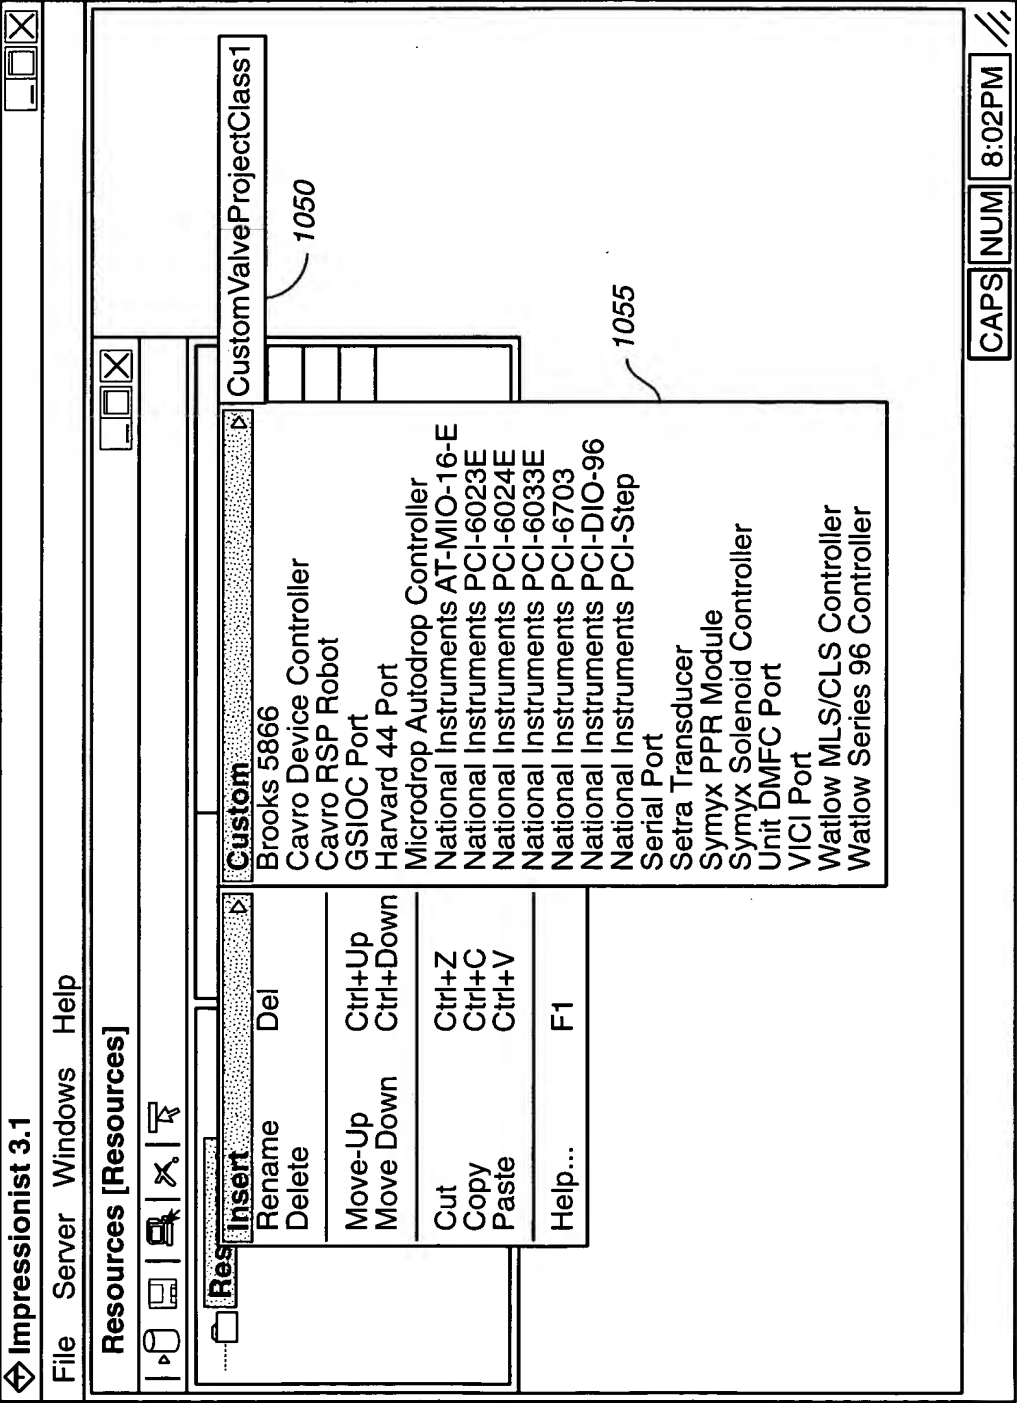 Impressionist 3.1
File Server Windows Help
Resources [Resources]
Res
Insert
Rename
Delete Del
Move-Up Ctrl+Up
Move Down Ctrl+Down
Cut Ctrl+Z
Copy Ctrl+C
Paste Ctrl+V
Help... F1
Custom
Brooks 5866
Cavro Device Controller
Cavro RSP Robot
GSIOC Port
Harvard 44 Port
Microdrop Autodrop Controller
National Instruments AT-MIO-16-E
National Instruments PCI-6023E
National Instruments PCI-6024E
National Instruments PCI-6033E
National Instruments PCI-6703
National Instruments PCI-DIO-96
National Instruments PCI-Step
Serial Port
Setra Transducer
Symyx PPR Module
Symyx Solenoid Controller
Unit DMFC Port
VICI Port
Watlow MLS/CLS Controller
Watlow Series 96 Controller
CustomValveProjectClass1
1050
1055
CAPS NUM 8:02PM